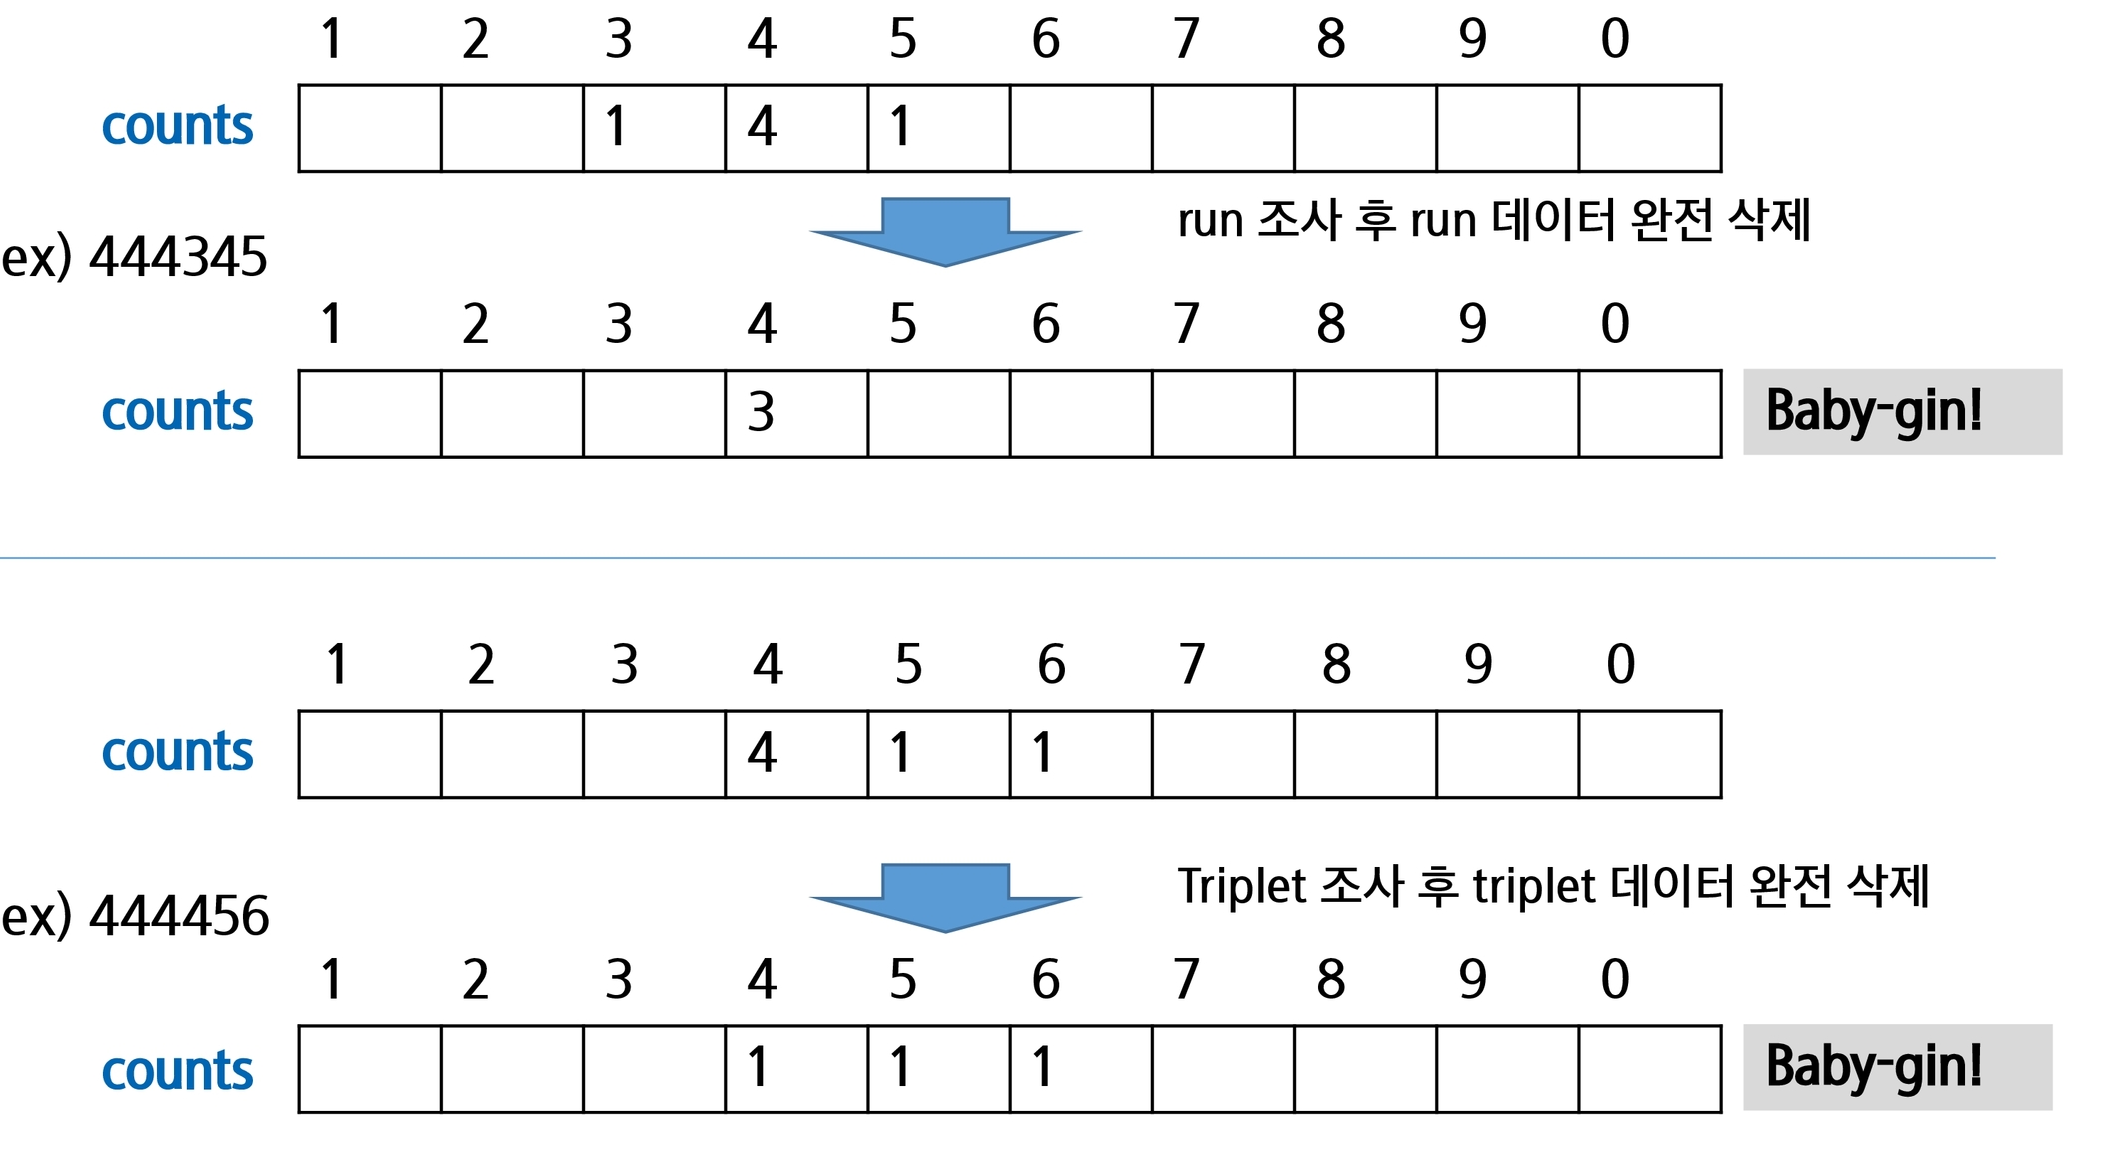 1 2 3 4 5 6 7 8 9 0
counts 1 4 1
run 조사 후 run 데이터 완전 삭제
ex) 444345
1 2 3 4 5 6 7 8 9 0
counts 3 Baby-gin!
1 2 3 4 5 6 7 8 9 0
counts 4 1 1
Triplet 조사 후 triplet 데이터 완전 삭제
ex) 444456
1 2 3 4 5 6 7 8 9 0
counts 1 1 1 Baby-gin!